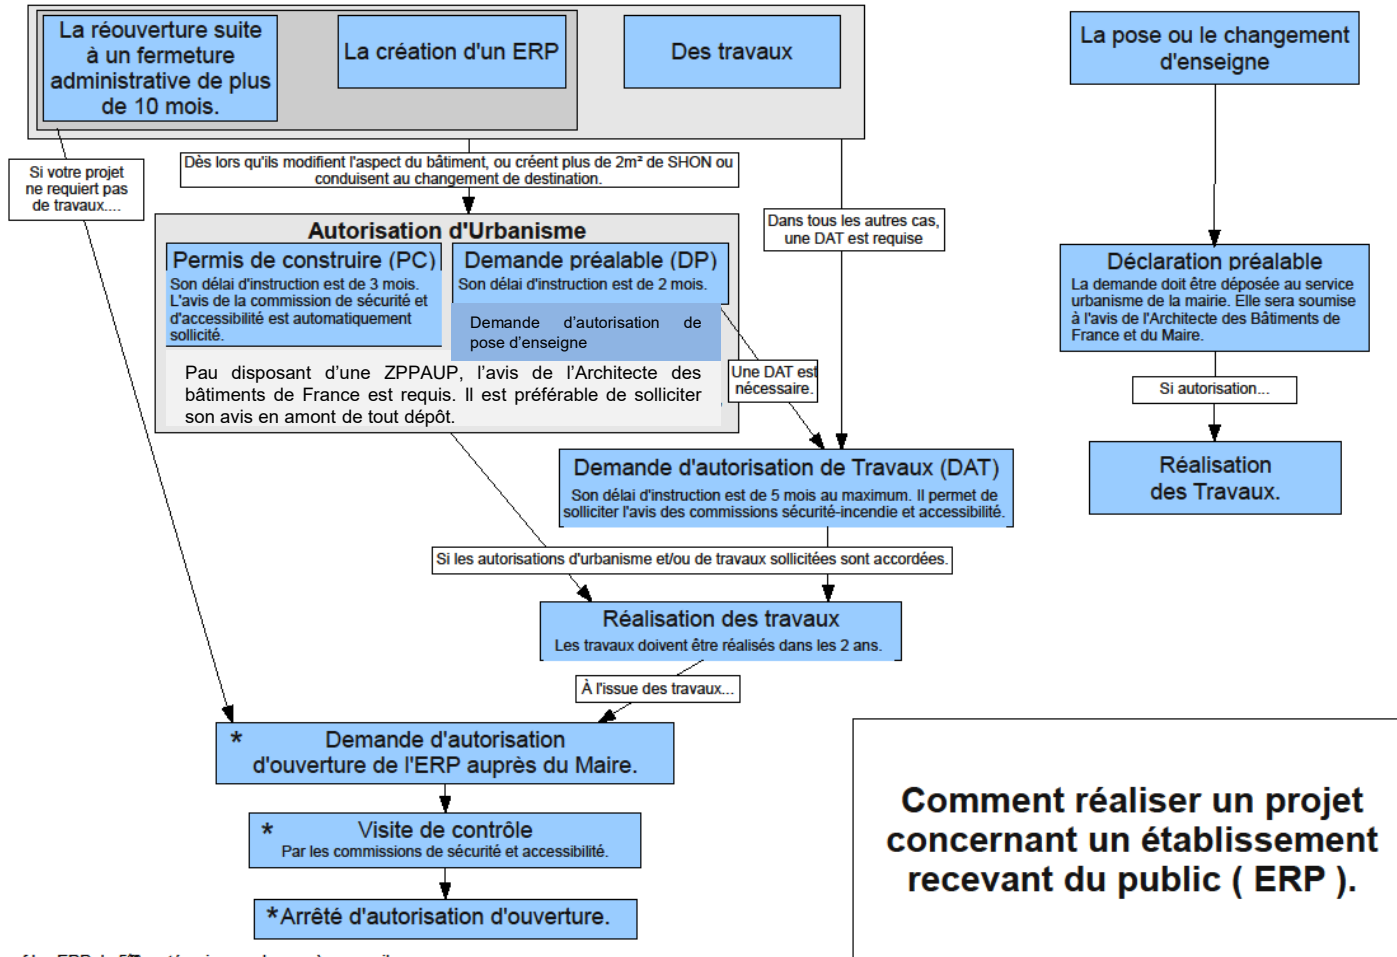 La réouverture suite
à un fermeture
administrative de plus
de 10 mois.
La création d'un ERP
Des travaux
La pose ou le changement
d'enseigne
Si votre projet
ne requiert pas
de travaux....
Dès lors qu'ils modifient l'aspect du bâtiment, ou créent plus de 2m² de SHON ou
conduisent au changement de destination.
Dans tous les autres cas,
une DAT est requise
Autorisation d'Urbanisme
Permis de construire (PC)
Son délai d'instruction est de 3 mois.
L'avis de la commission de sécurité et
d'accessibilité est automatiquement
sollicité.
Demande préalable (DP)
Son délai d'instruction est de 2 mois.
Demande d'autorisation de
pose d'enseigne
Pau disposant d'une ZPPAUP, l'avis de l'Architecte des
bâtiments de France est requis. Il est préférable de solliciter
son avis en amont de tout dépôt.
Une DAT est
nécessaire.
Déclaration préalable
La demande doit être déposée au service
urbanisme de la mairie. Elle sera soumise
à l'avis de l'Architecte des Bâtiments de
France et du Maire.
Si autorisation...
Réalisation
des Travaux.
Demande d'autorisation de Travaux (DAT)
Son délai d'instruction est de 5 mois au maximum. Il permet de
solliciter l'avis des commissions sécurité-incendie et accessibilité.
Si les autorisations d'urbanisme et/ou de travaux sollicitées sont accordées.
Réalisation des travaux
Les travaux doivent être réalisés dans les 2 ans.
À l'issue des travaux...
* Demande d'autorisation
d'ouverture de l'ERP auprès du Maire.
* Visite de contrôle
Par les commissions de sécurité et accessibilité.
*Arrêté d'autorisation d'ouverture.
Comment réaliser un projet
concernant un établissement
recevant du public ( ERP ).